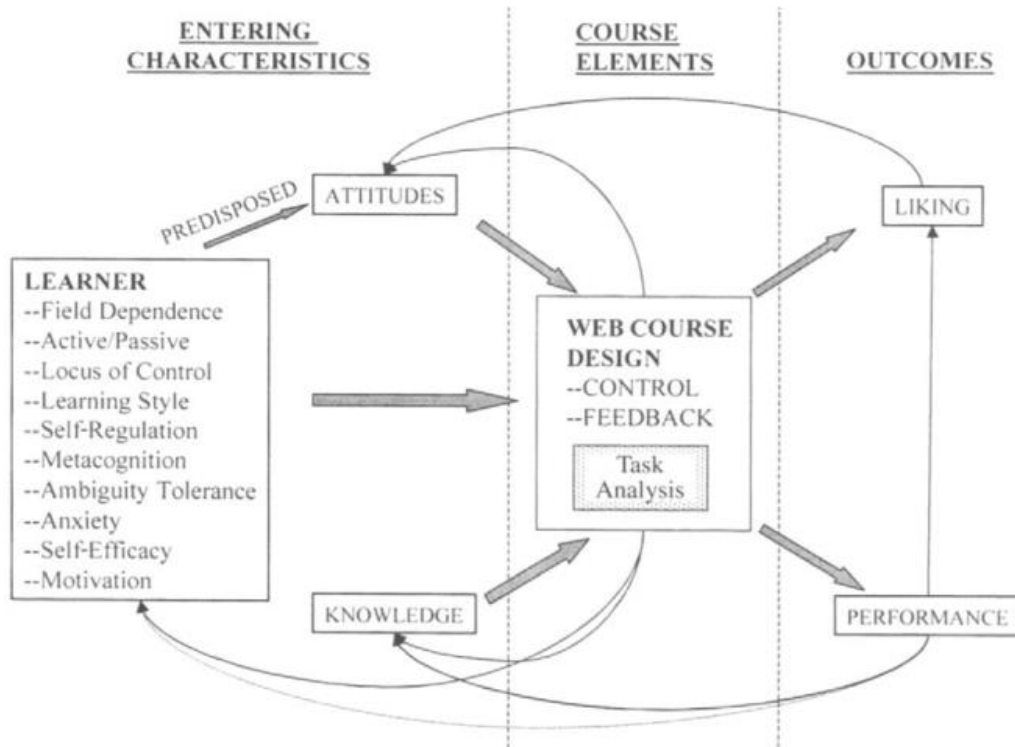 ENTERING
CHARACTERISTICS
COURSE
ELEMENTS
OUTCOMES
PREDISPOSED
ATTITUDES
LIKING
LEARNER
--Field Dependence
--Active/Passive
--Locus of Control
--Learning Style
--Self-Regulation
--Metacognition
--Ambiguity Tolerance
--Anxiety
--Self-Efficacy
--Motivation
WEB COURSE
DESIGN
--CONTROL
--FEEDBACK
Task
Analysis
KNOWLEDGE
PERFORMANCE